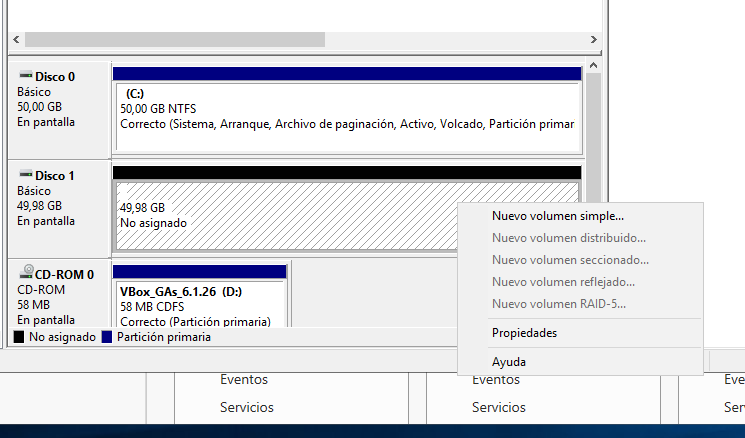 Disco 0
Básico
50,00 GB
En pantalla
(C:)
50,00 GB NTFS
Correcto (Sistema, Arranque, Archivo de paginación, Activo, Volcado, Partición primar
Disco 1
Básico
49,98 GB
En pantalla
49,98 GB
No asignado
CD-ROM 0
CD-ROM
58 MB
En pantalla
VBox_GAs_6.1.26 (D:)
58 MB CDFS
Correcto (Partición primaria)
No asignado Partición primaria
Nuevo volumen simple...
Nuevo volumen distribuido...
Nuevo volumen seccionado...
Nuevo volumen reflejado...
Nuevo volumen RAID-5...
Propiedades
Ayuda
Eventos Eventos Eventos
Servicios Servicios Servicios